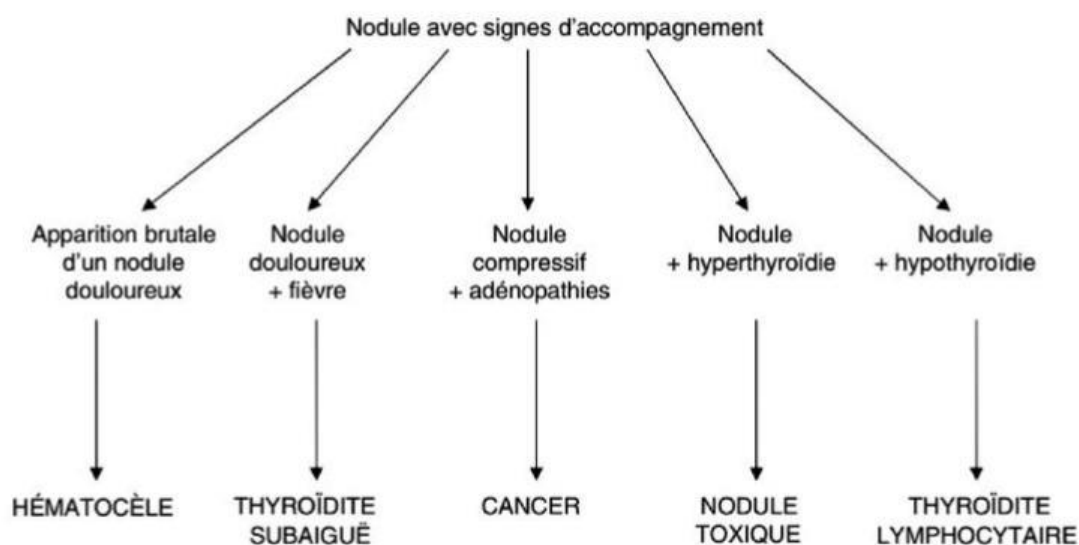 Nodule avec signes d'accompagnement
Apparition brutale
d'un nodule
douloureux
Nodule
douloureux
+ fièvre
Nodule
compressif
+ adénopathies
Nodule
+ hyperthyroïdie
Nodule
+ hypothyroïdie
HÉMATOCÈLE
THYROÏDITE
SUBAIGUË
CANCER
NODULE
TOXIQUE
THYROÏDITE
LYMPHOCYTAIRE